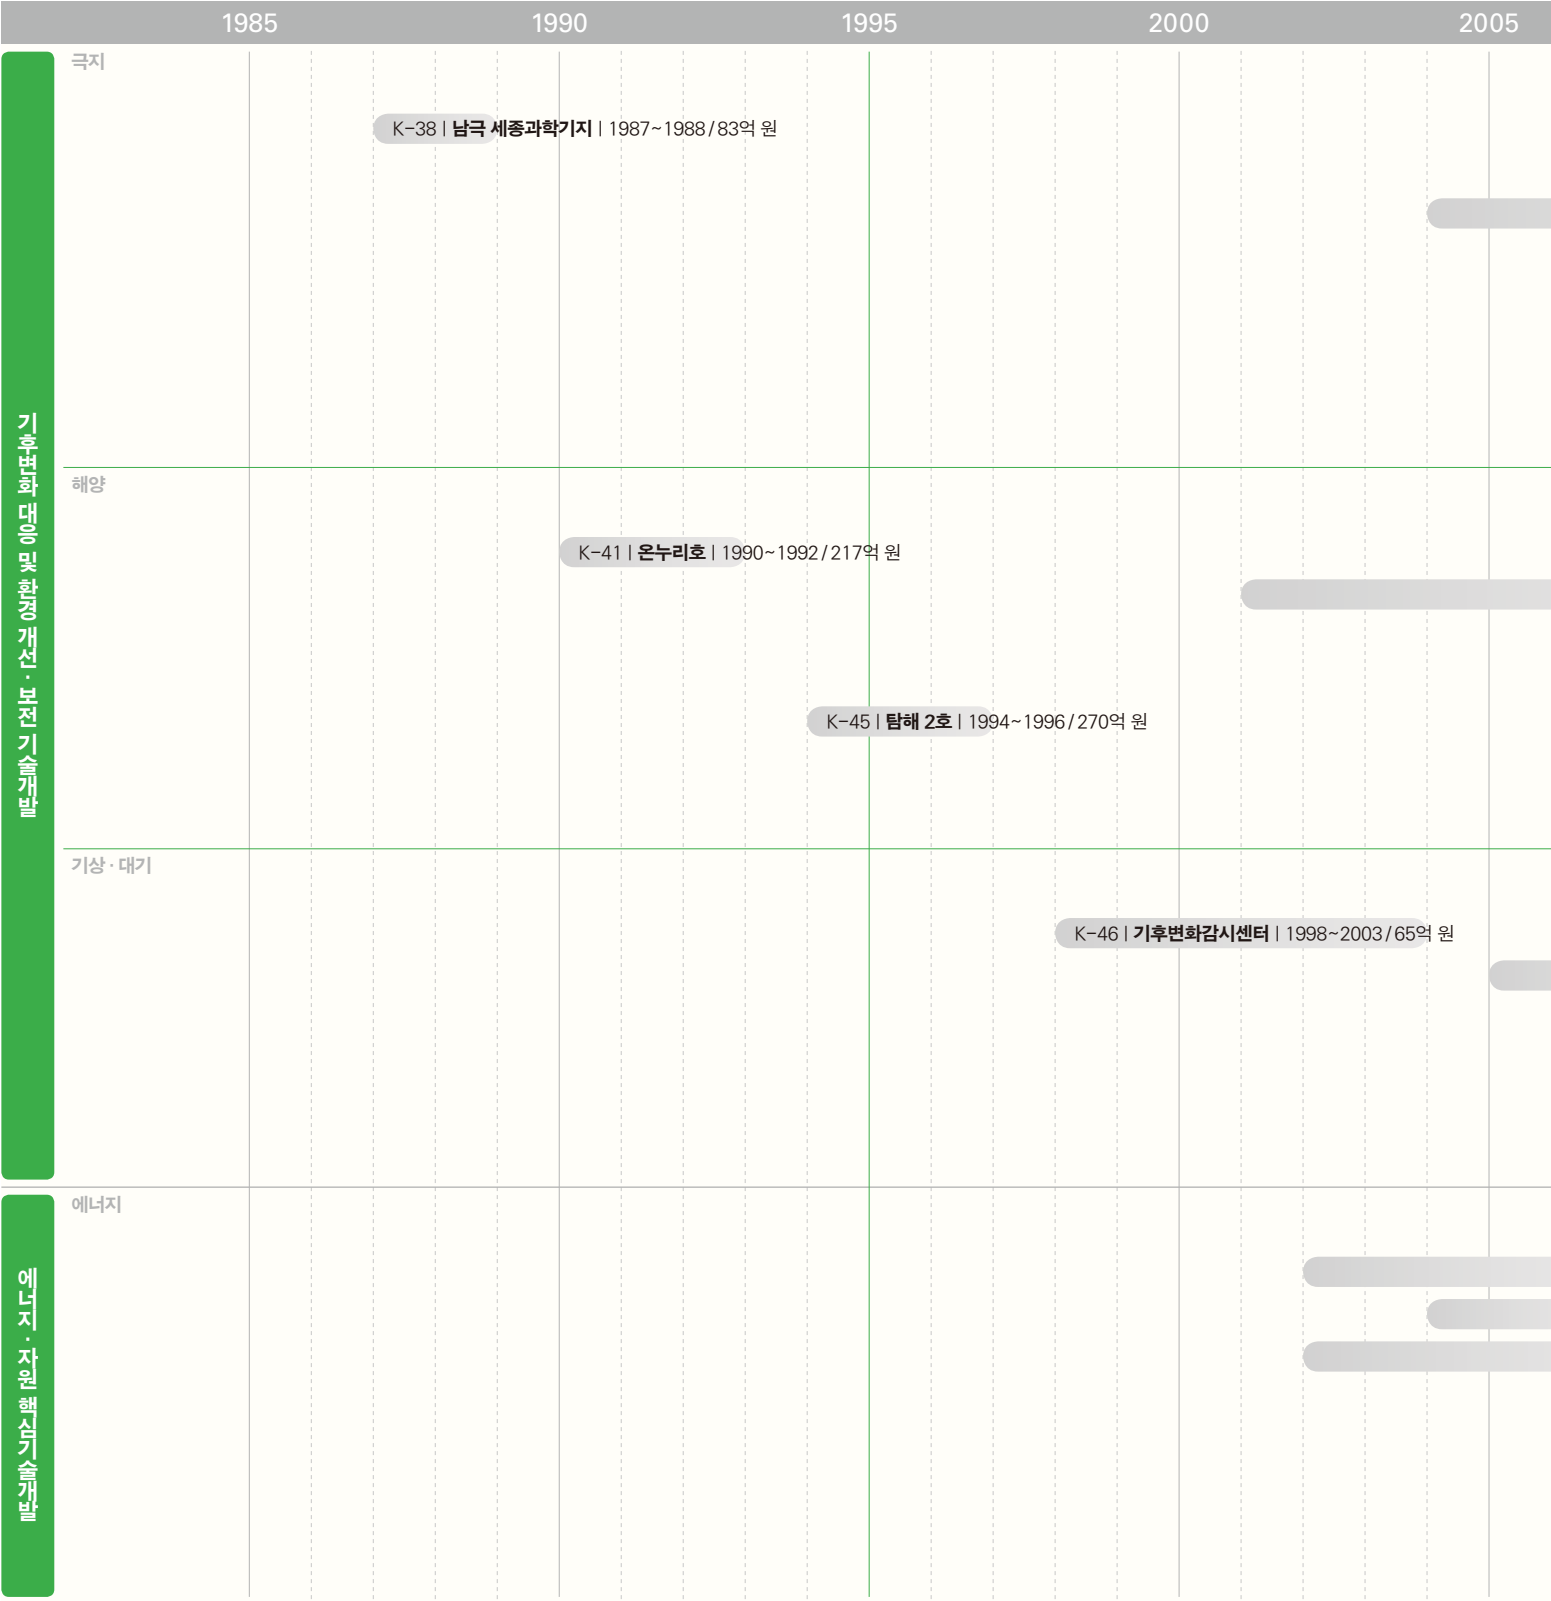 1985 1990 1995 2000 2005
기후변화 대응 및 환경 개선 · 보전 기술개발
극지
K-38 | 남극 세종과학기지 | 1987~1988 / 83억 원
해양
K-41 | 온누리호 | 1990~1992 / 217억 원
K-45 | 탐해 2호 | 1994~1996 / 270억 원
기상 · 대기
K-46 | 기후변화감시센터 | 1998~2003 / 65억 원
에너지 · 자원 핵심기술개발
에너지